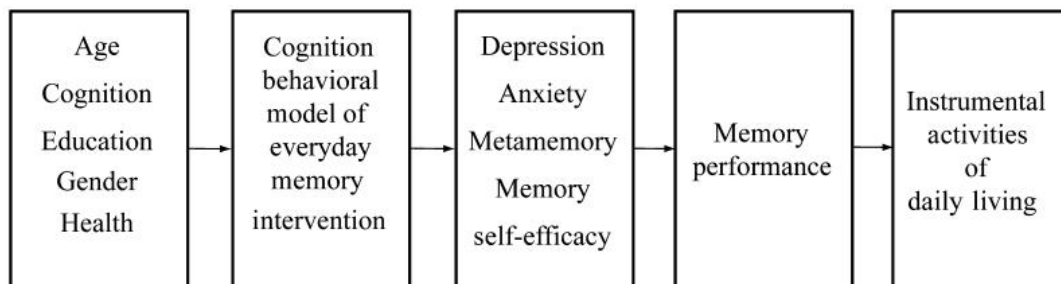 Age
Cognition
Education
Gender
Health
Cognition
behavioral
model of
everyday
memory
intervention
Depression
Anxiety
Metamemory
Memory
self-efficacy
Memory
performance
Instrumental
activities
of
daily living